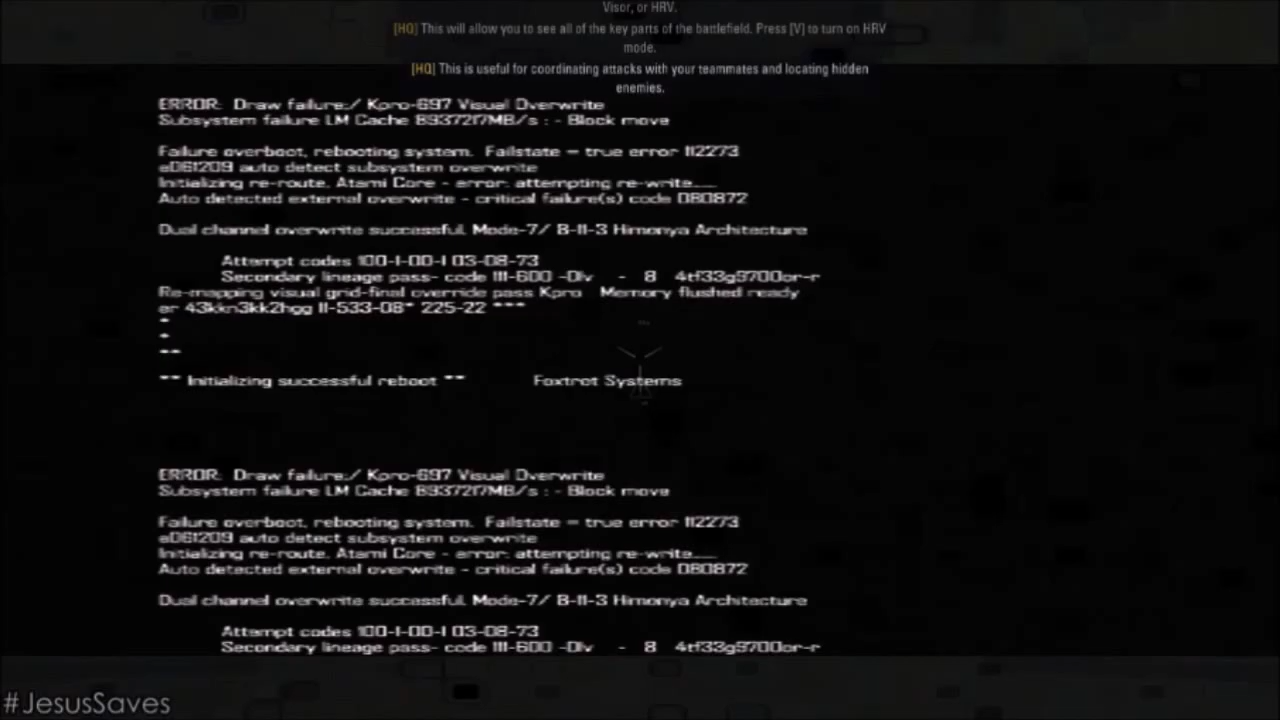 Visor, or HRV.
[HQ] This will allow you to see all of the key parts of the battlefield. Press [V] to turn on HRV
mode.
[HQ] This is useful for coordinating attacks with your teammates and locating hidden
enemies.
ERROR: Draw failure:/ Kpro-697 Visual Overwrite
Subsystem failure LM Cache 8937217MB/s : - Block move
Failure overboot, rebooting system. Failstate = true error 112273
e061209 auto detect subsystem overwrite
Initializing re-route, Atami Core - error: attempting re-write.....
Auto detected external overwrite - critical failure(s) code 080872
Dual channel overwrite successful. Mode-7/ 8-11-3 Himonya Architecture
Attempt codes 100-1-00-1 03-08-73
Secondary lineage pass- code 111-600 -Div - 8 4tf33g9700or-r
Re-mapping visual grid-final override pass Kpro Memory flushed ready
er 43kkn3kk2hgg 11-533-08* 225-22 ***
*
*
**
** Initializing successful reboot ** Foxtrot Systems
ERROR: Draw failure:/ Kpro-697 Visual Overwrite
Subsystem failure LM Cache 8937217MB/s : - Block move
Failure overboot, rebooting system. Failstate = true error 112273
e061209 auto detect subsystem overwrite
Initializing re-route, Atami Core - error: attempting re-write.....
Auto detected external overwrite - critical failure(s) code 080872
Dual channel overwrite successful. Mode-7/ 8-11-3 Himonya Architecture
Attempt codes 100-1-00-1 03-08-73
Secondary lineage pass- code 111-600 -Div - 8 4tf33g9700or-r
#JesusSaves